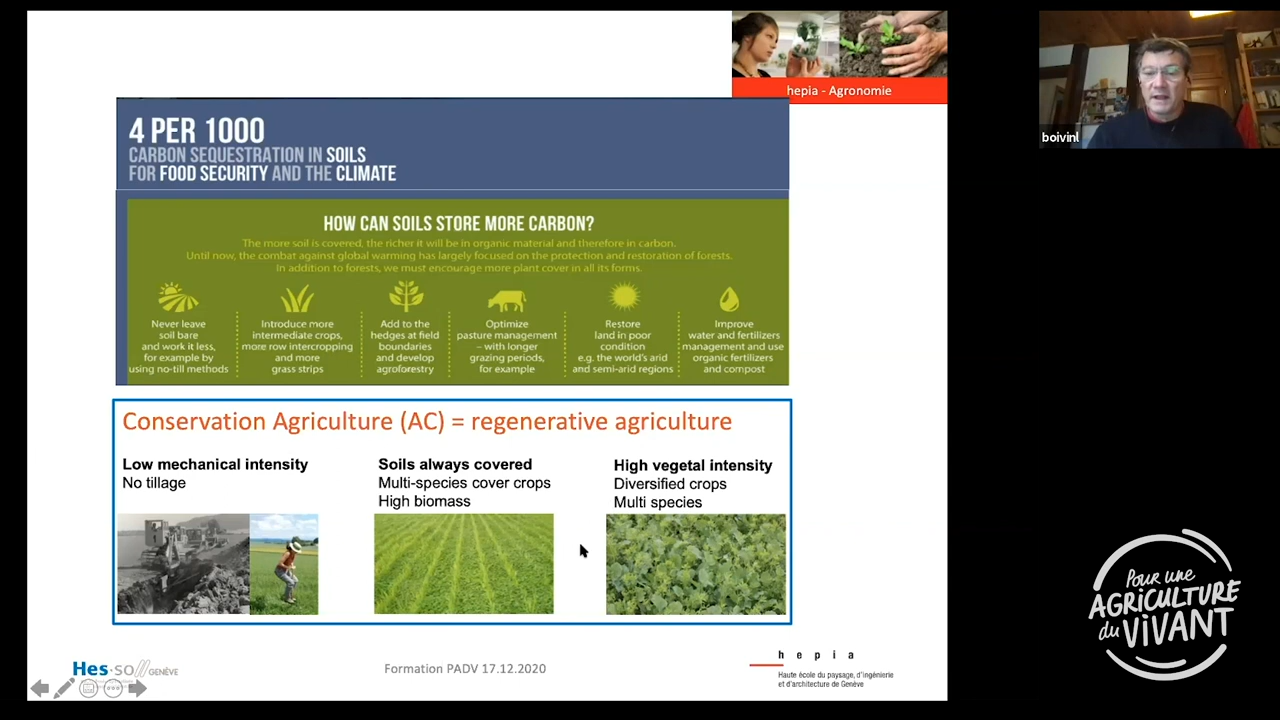 hepia - Agronomie
boivinl
4 PER 1000
CARBON SEQUESTRATION IN SOILS
FOR FOOD SECURITY AND THE CLIMATE
HOW CAN SOILS STORE MORE CARBON?
The more soil is covered, the richer it will be in organic material and therefore in carbon.
Until now, the combat against global warming has largely focused on the protection and restoration of forests.
In addition to forests, we must encourage more plant cover in all its forms.
Never leave
soil bare
and work it less,
for example by
using no-till methods
Introduce more
intermediate crops,
more row intercropping
and more
grass strips
Add to the
hedges at field
boundaries
and develop
agroforestry
Optimize
pasture management
– with longer
grazing periods,
for example
Restore
land in poor
condition
e.g. the world's arid
and semi-arid regions
Improve
water and fertilizers
management and use
organic fertilizers
and compost
Conservation Agriculture (AC) = regenerative agriculture
Low mechanical intensity
No tillage
Soils always covered
Multi-species cover crops
High biomass
High vegetal intensity
Diversified crops
Multi species
Hes·so GENÈVE
Formation PADV 17.12.2020
h e p i a
Haute école du paysage, d'ingénierie
et d'architecture de Genève
Pour une
AGRICULTURE
du VIVANT